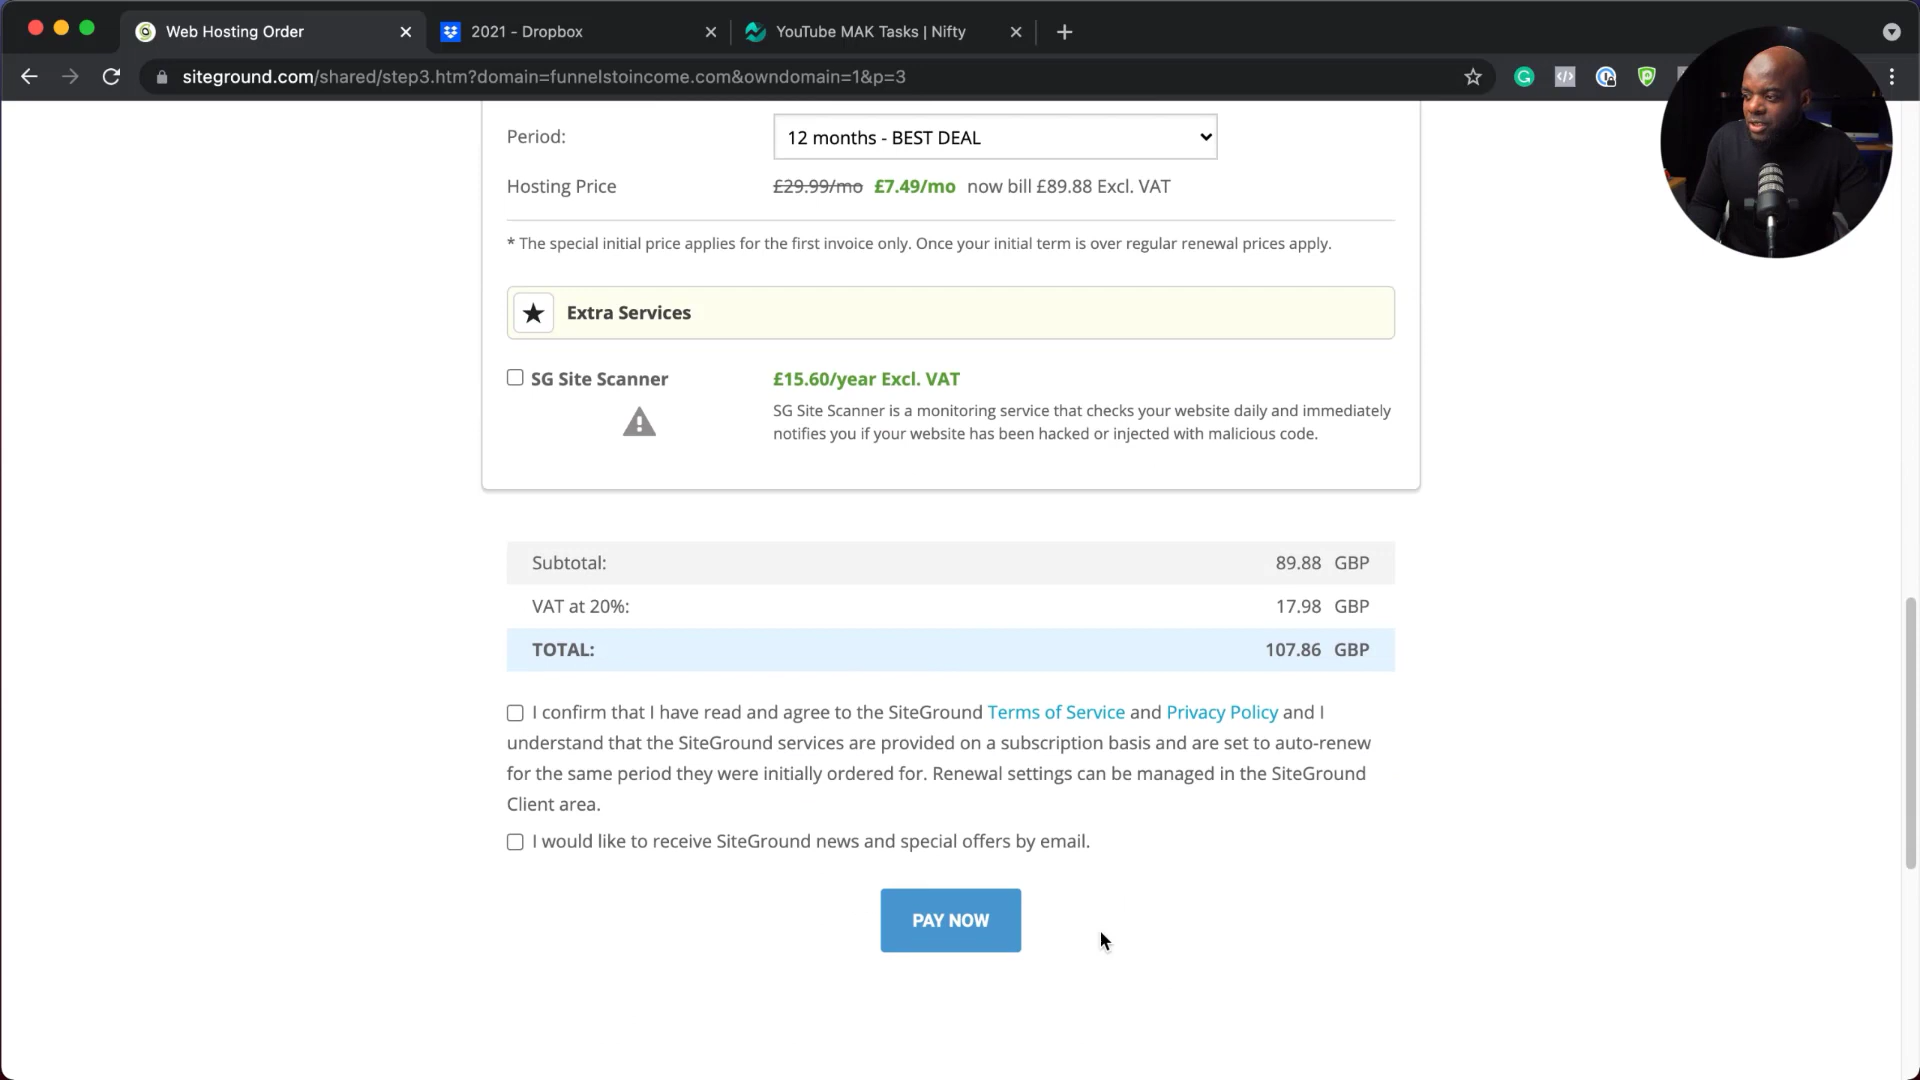 Web Hosting Order
2021 - Dropbox
YouTube MAK Tasks | Nifty
siteground.com/shared/step3.htm?domain=funnelstoincome.com&owndomain=1&p=3
Period:
12 months - BEST DEAL
Hosting Price
£29.99/mo £7.49/mo now bill £89.88 Excl. VAT
* The special initial price applies for the first invoice only. Once your initial term is over regular renewal prices apply.
Extra Services
SG Site Scanner
£15.60/year Excl. VAT
SG Site Scanner is a monitoring service that checks your website daily and immediately
notifies you if your website has been hacked or injected with malicious code.
Subtotal: 89.88 GBP
VAT at 20%: 17.98 GBP
TOTAL: 107.86 GBP
I confirm that I have read and agree to the SiteGround Terms of Service and Privacy Policy and I
understand that the SiteGround services are provided on a subscription basis and are set to auto-renew
for the same period they were initially ordered for. Renewal settings can be managed in the SiteGround
Client area.
I would like to receive SiteGround news and special offers by email.
PAY NOW